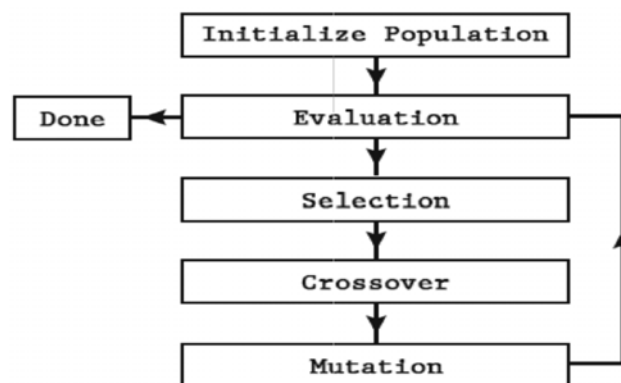 Initialize Population
Done
Evaluation
Selection
Crossover
Mutation